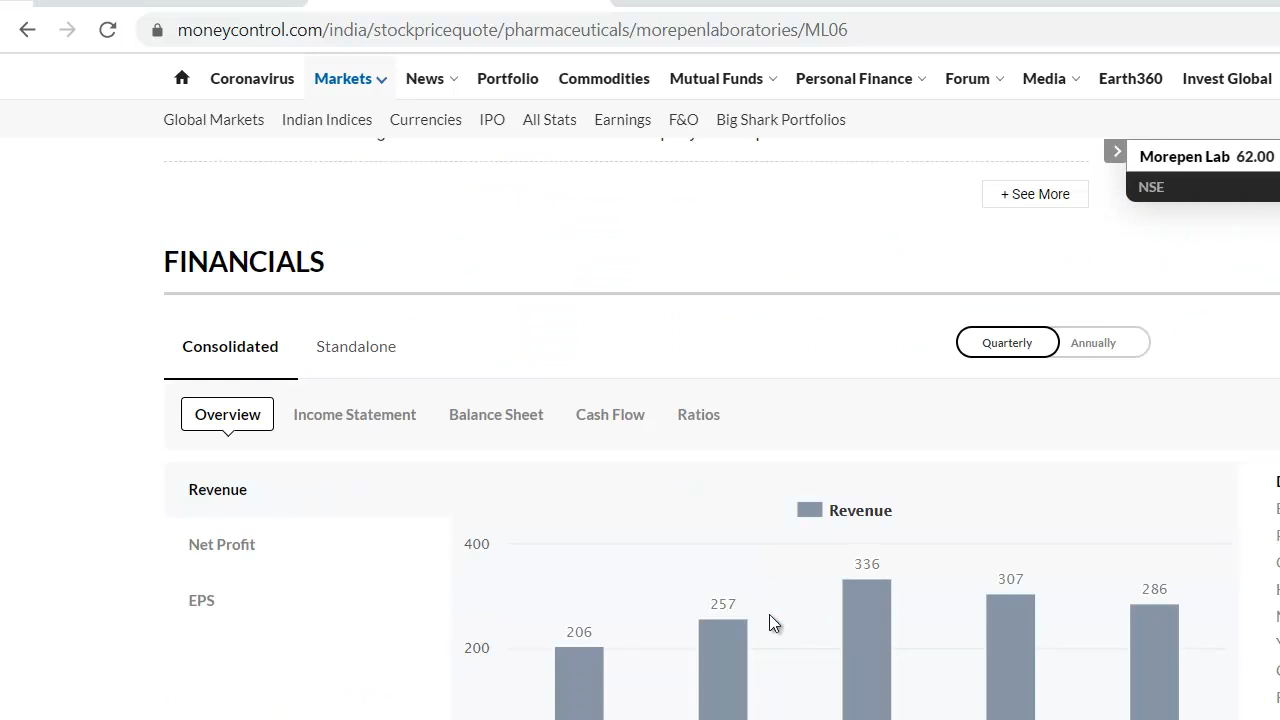 moneycontrol.com/india/stockpricequote/pharmaceuticals/morepenlaboratories/ML06
Coronavirus Markets News Portfolio Commodities Mutual Funds Personal Finance Forum Media Earth360 Invest Global
Global Markets Indian Indices Currencies IPO All Stats Earnings F&O Big Shark Portfolios
Morepen Lab 62.00
NSE
+ See More
FINANCIALS
Consolidated Standalone
Quarterly Annually
Overview Income Statement Balance Sheet Cash Flow Ratios
Revenue
Net Profit
EPS
Revenue
400
336
307
286
257
206
200